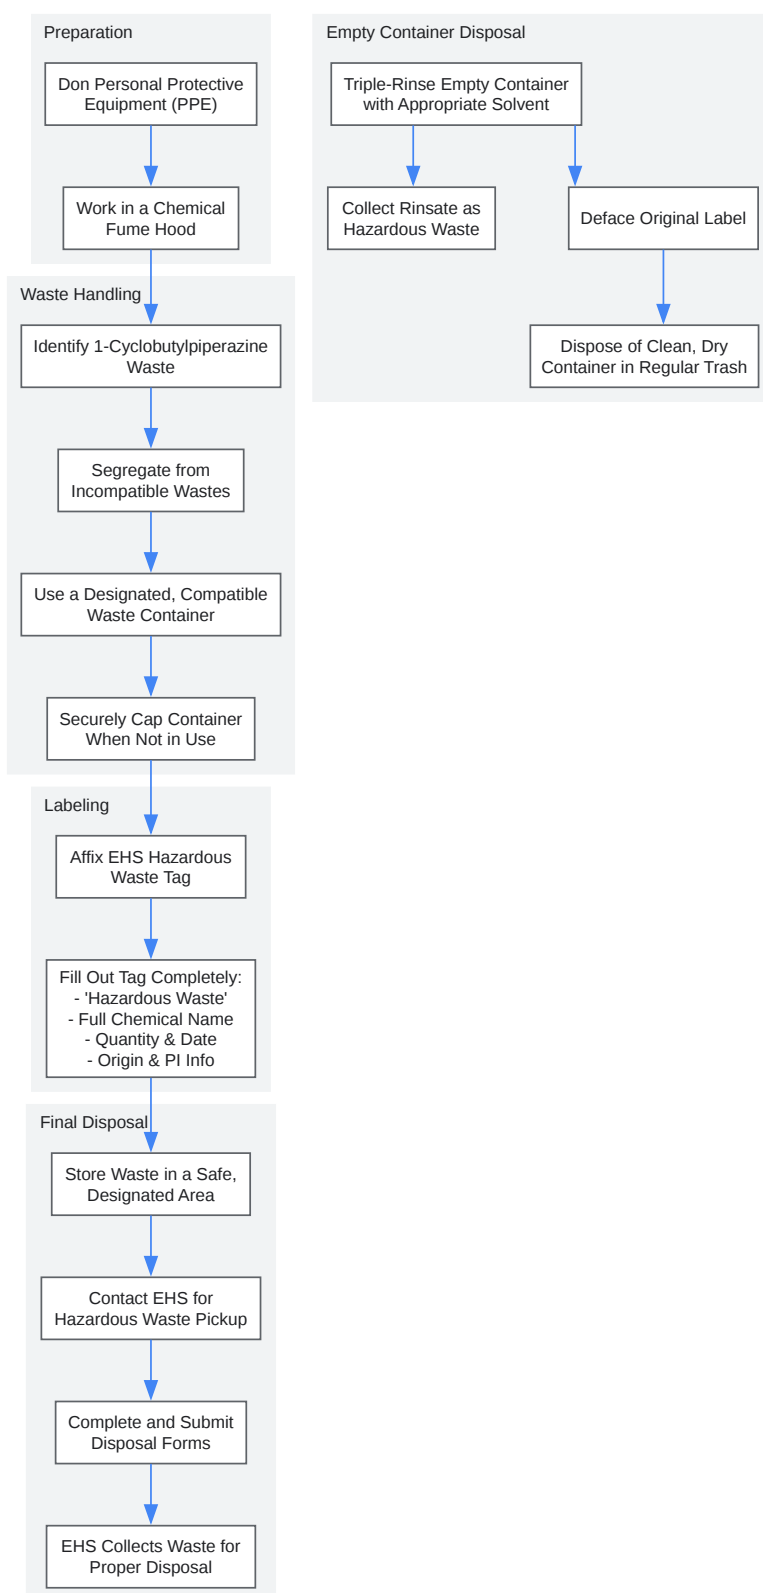 Preparation
Don Personal Protective
Equipment (PPE)
Work in a Chemical
Fume Hood
Waste Handling
Identify 1-Cyclobutylpiperazine
Waste
Segregate from
Incompatible Wastes
Use a Designated, Compatible
Waste Container
Securely Cap Container
When Not in Use
Labeling
Affix EHS Hazardous
Waste Tag
Fill Out Tag Completely:
- 'Hazardous Waste'
- Full Chemical Name
- Quantity & Date
- Origin & PI Info
Final Disposal
Store Waste in a Safe,
Designated Area
Contact EHS for
Hazardous Waste Pickup
Complete and Submit
Disposal Forms
EHS Collects Waste for
Proper Disposal
Empty Container Disposal
Triple-Rinse Empty Container
with Appropriate Solvent
Collect Rinsate as
Hazardous Waste
Deface Original Label
Dispose of Clean, Dry
Container in Regular Trash